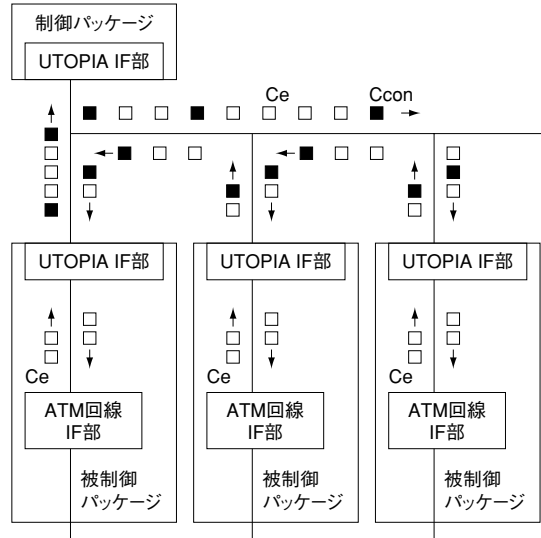 制御パッケージ
UTOPIA IF部
Ce
Ccon
UTOPIA IF部
UTOPIA IF部
UTOPIA IF部
Ce
Ce
Ce
ATM回線
IF部
ATM回線
IF部
ATM回線
IF部
被制御
パッケージ
被制御
パッケージ
被制御
パッケージ